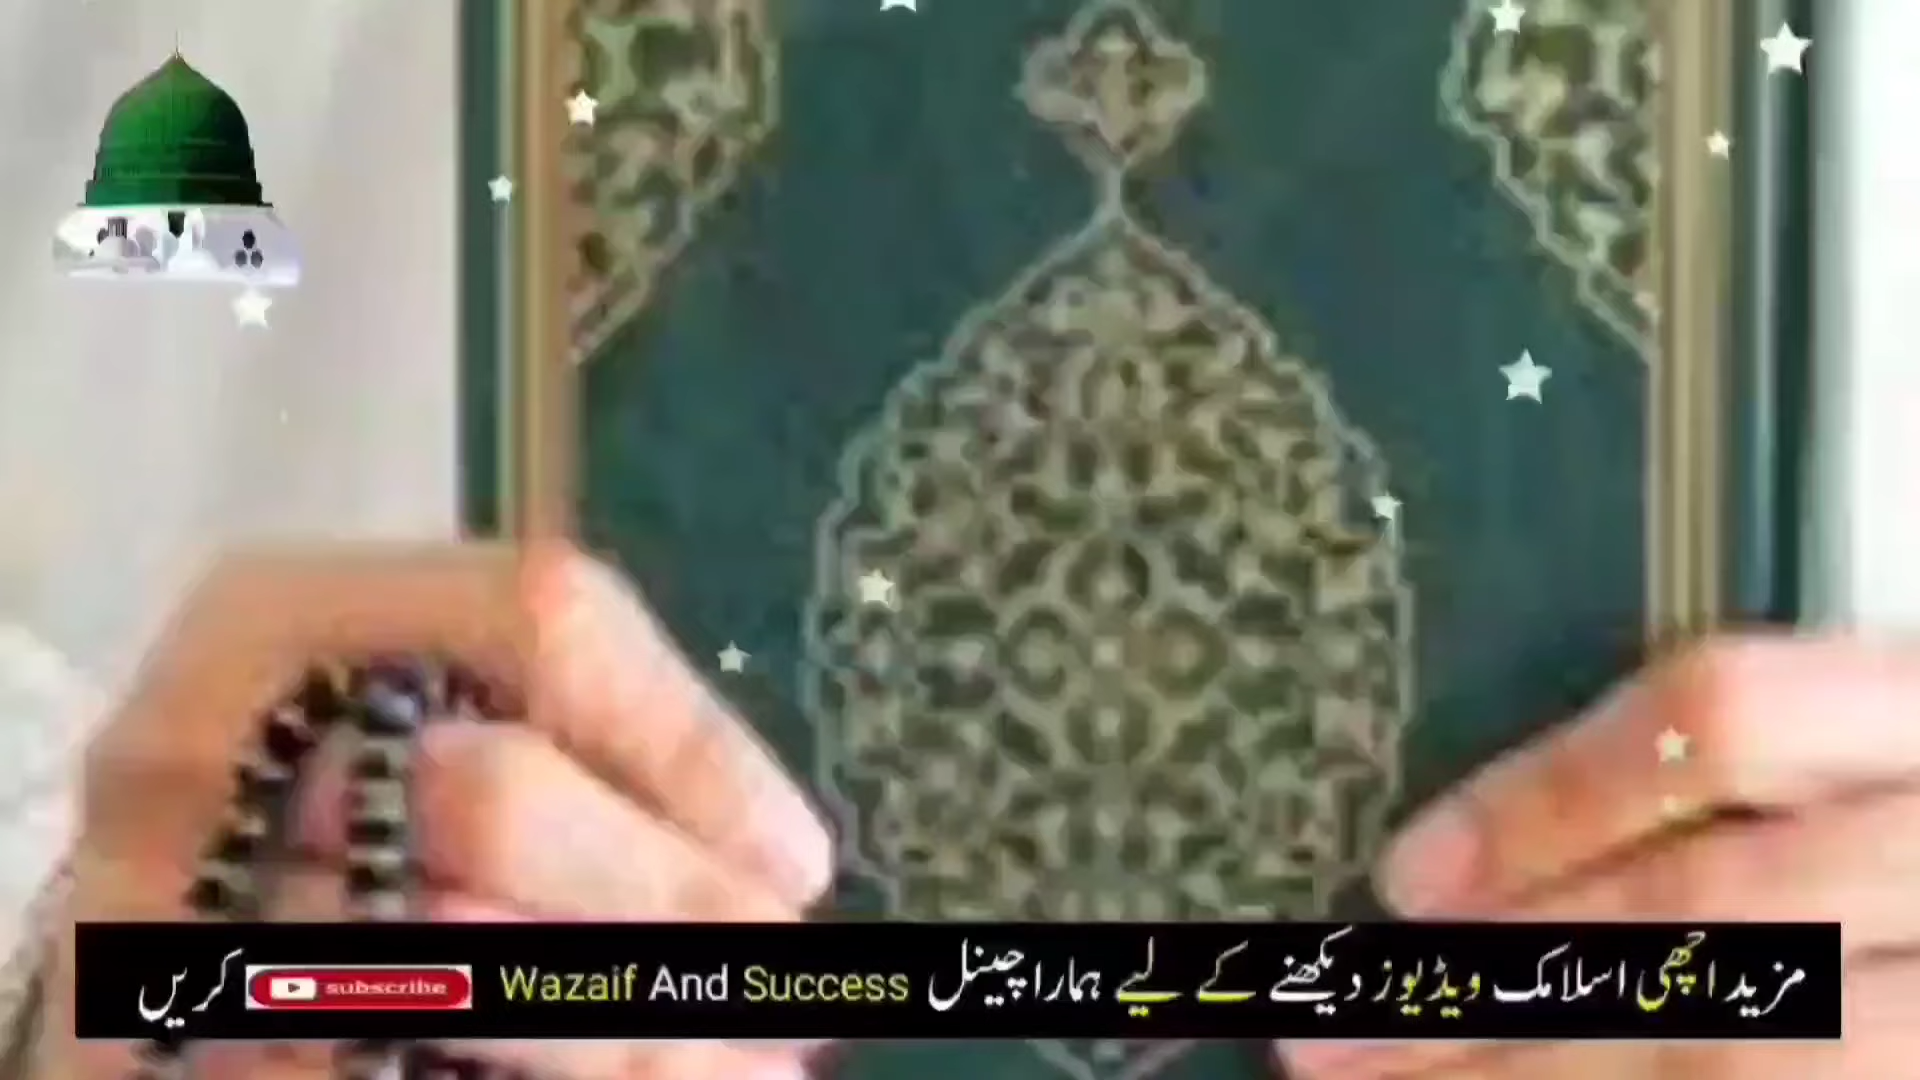 مزید اچھی اسلامک ویڈیوز دیکھنے کے لیے ہمارا چینل Wazaif And Success subscribe کریں